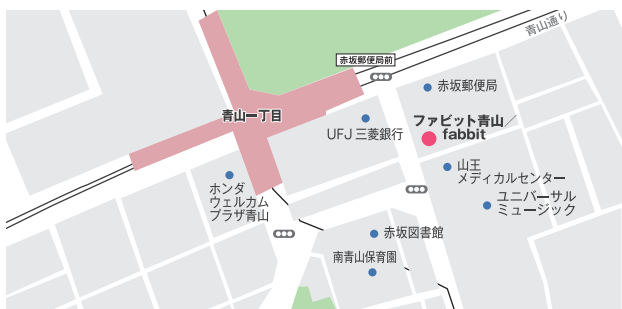 青山通り
赤坂郵便局前
赤坂郵便局
青山一丁目
ファビット青山／
fabbit
UFJ 三菱銀行
山王
メディカルセンター
ホンダ
ウェルカム
プラザ青山
ユニバーサル
ミュージック
赤坂図書館
南青山保育園